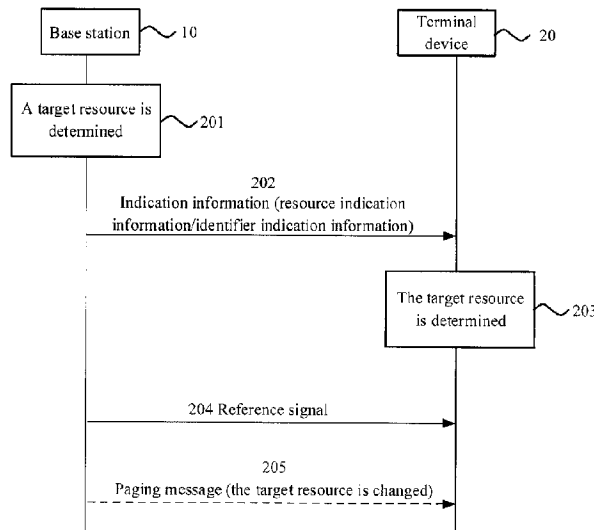 Base station
10
Terminal
device
20
A target resource is
determined
201
202
Indication information (resource indication
information/identifier indication information)
The target resource
is determined
203
204 Reference signal
205
Paging message (the target resource is changed)